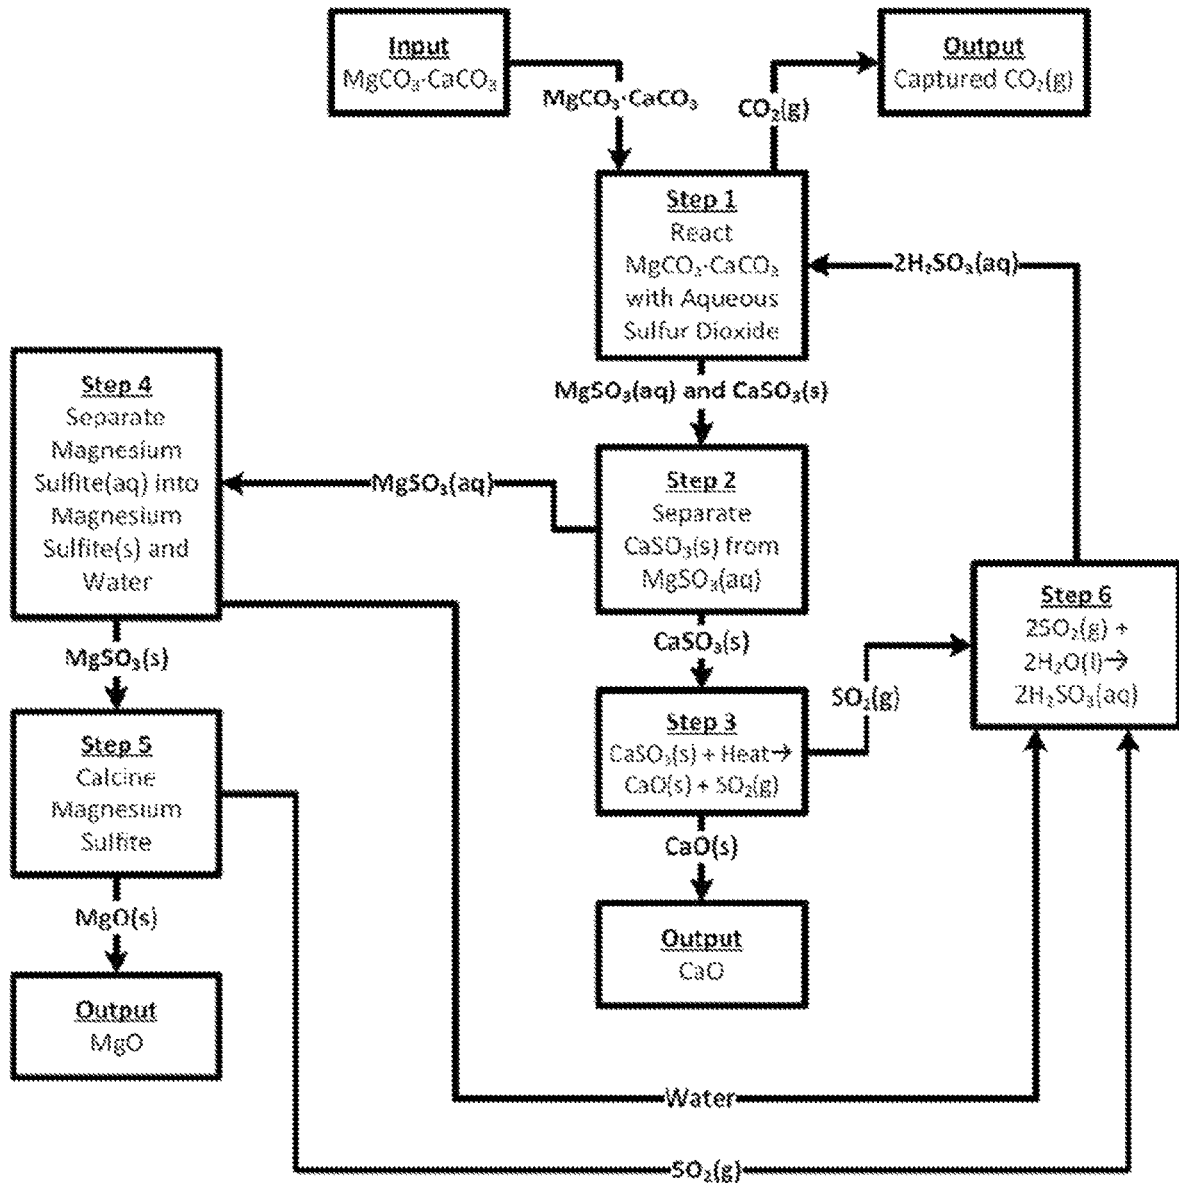 Input
MgCO₃·CaCO₃
Output
Captured CO₂(g)
MgCO₃·CaCO₃
CO₂(g)
Step 1
React
MgCO₃·CaCO₃
with Aqueous
Sulfur Dioxide
2H₂SO₃(aq)
MgSO₃(aq) and CaSO₃(s)
Step 4
Separate
Magnesium
Sulfite(aq) into
Magnesium
Sulfite(s) and
Water
MgSO₃(aq)
Step 2
Separate
CaSO₃(s) from
MgSO₃(aq)
Step 6
2SO₂(g) +
2H₂O(l)→
2H₂SO₃(aq)
MgSO₃(s)
CaSO₃(s)
SO₂(g)
Step 5
Calcine
Magnesium
Sulfite
Step 3
CaSO₃(s) + Heat→
CaO(s) + SO₂(g)
CaO(s)
MgO(s)
Output
CaO
Output
MgO
Water
SO₂(g)